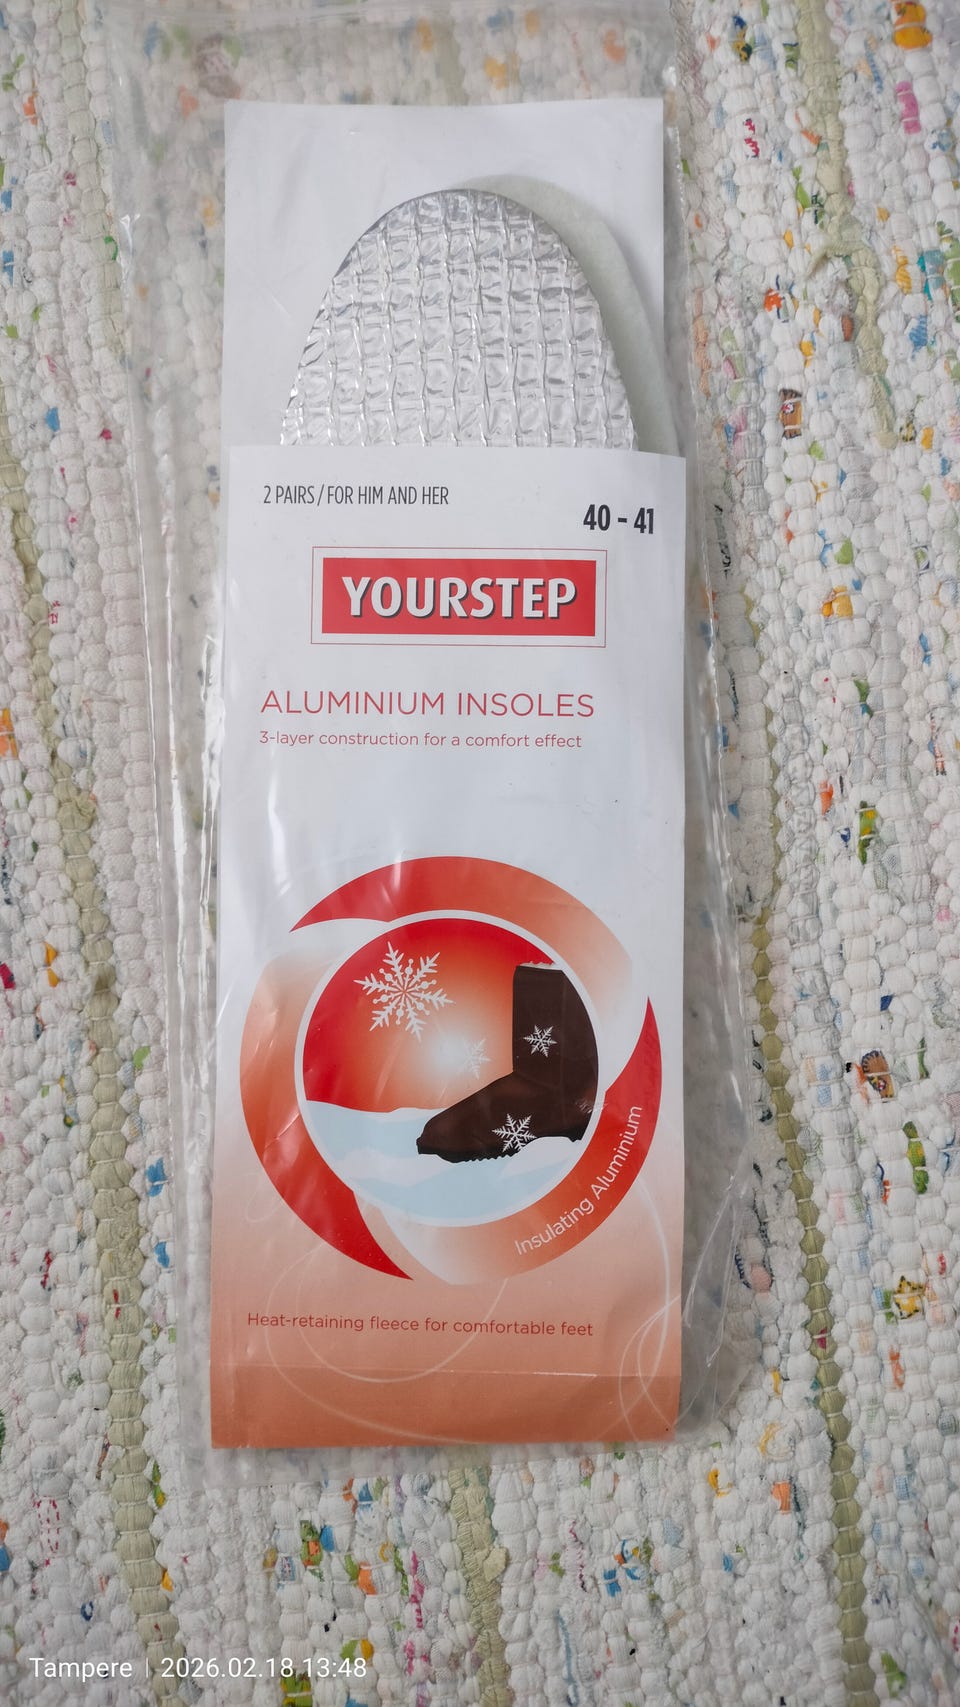 2 PAIRS / FOR HIM AND HER
40 - 41
YOURSTEP
ALUMINIUM INSOLES
3-layer construction for a comfort effect
Insulating Aluminium
Heat-retaining fleece for comfortable feet
Tampere | 2026.02.18 13:48